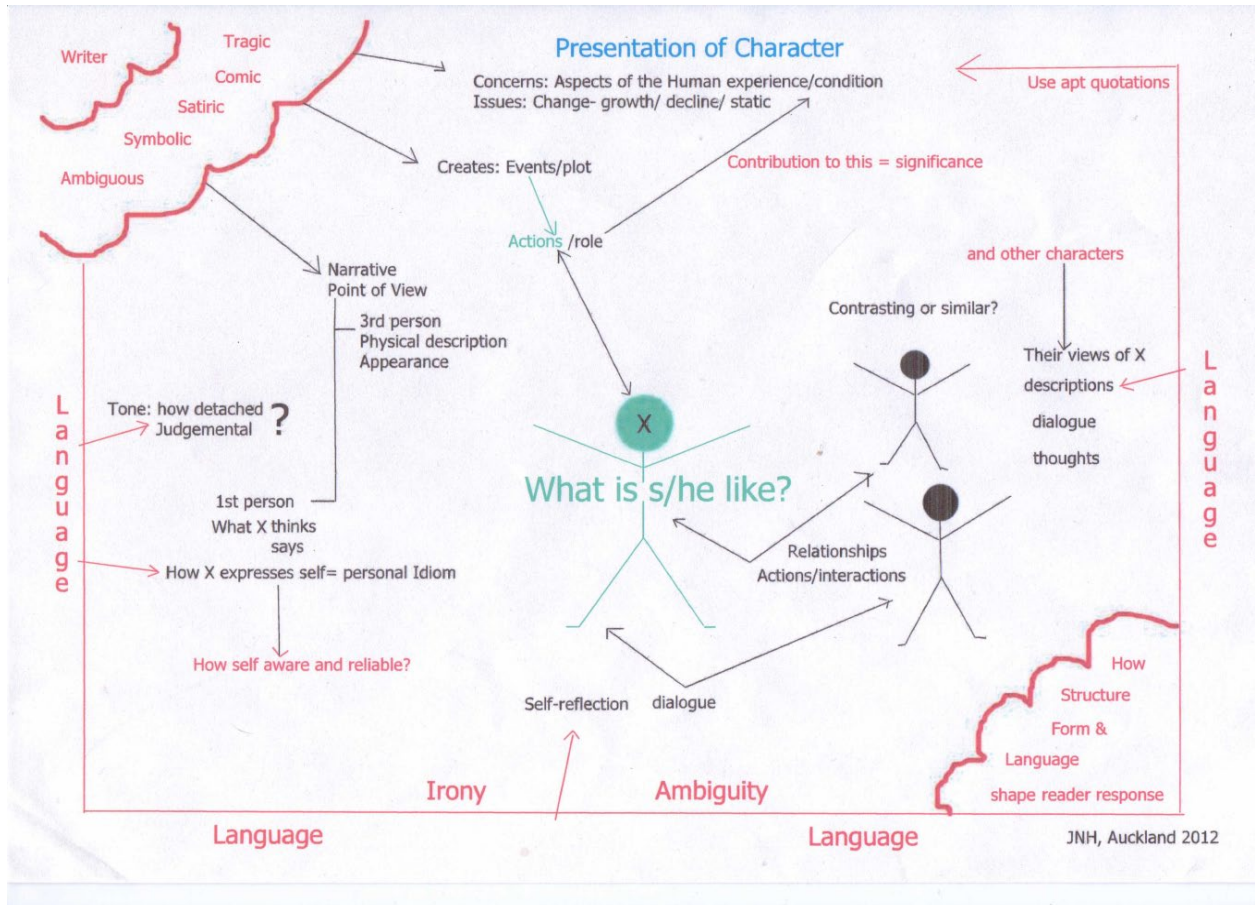 Presentation of Character
Writer
Tragic
Comic
Satiric
Symbolic
Ambiguous
Concerns: Aspects of the Human experience/condition
Issues: Change- growth/ decline/ static
Use apt quotations
Creates: Events/plot
Contribution to this = significance
Actions /role
and other characters
Narrative
Point of View
3rd person
Physical description
Appearance
Contrasting or similar?
Their views of X
descriptions
dialogue
thoughts
Language
Tone: how detached
Judgemental
?
X
What is s/he like?
Language
1st person
What X thinks
says
How X expresses self= personal Idiom
Relationships
Actions/interactions
How self aware and reliable?
Self-reflection
dialogue
How
Structure
Form &
Language
shape reader response
Irony
Ambiguity
Language
Language
JNH, Auckland 2012